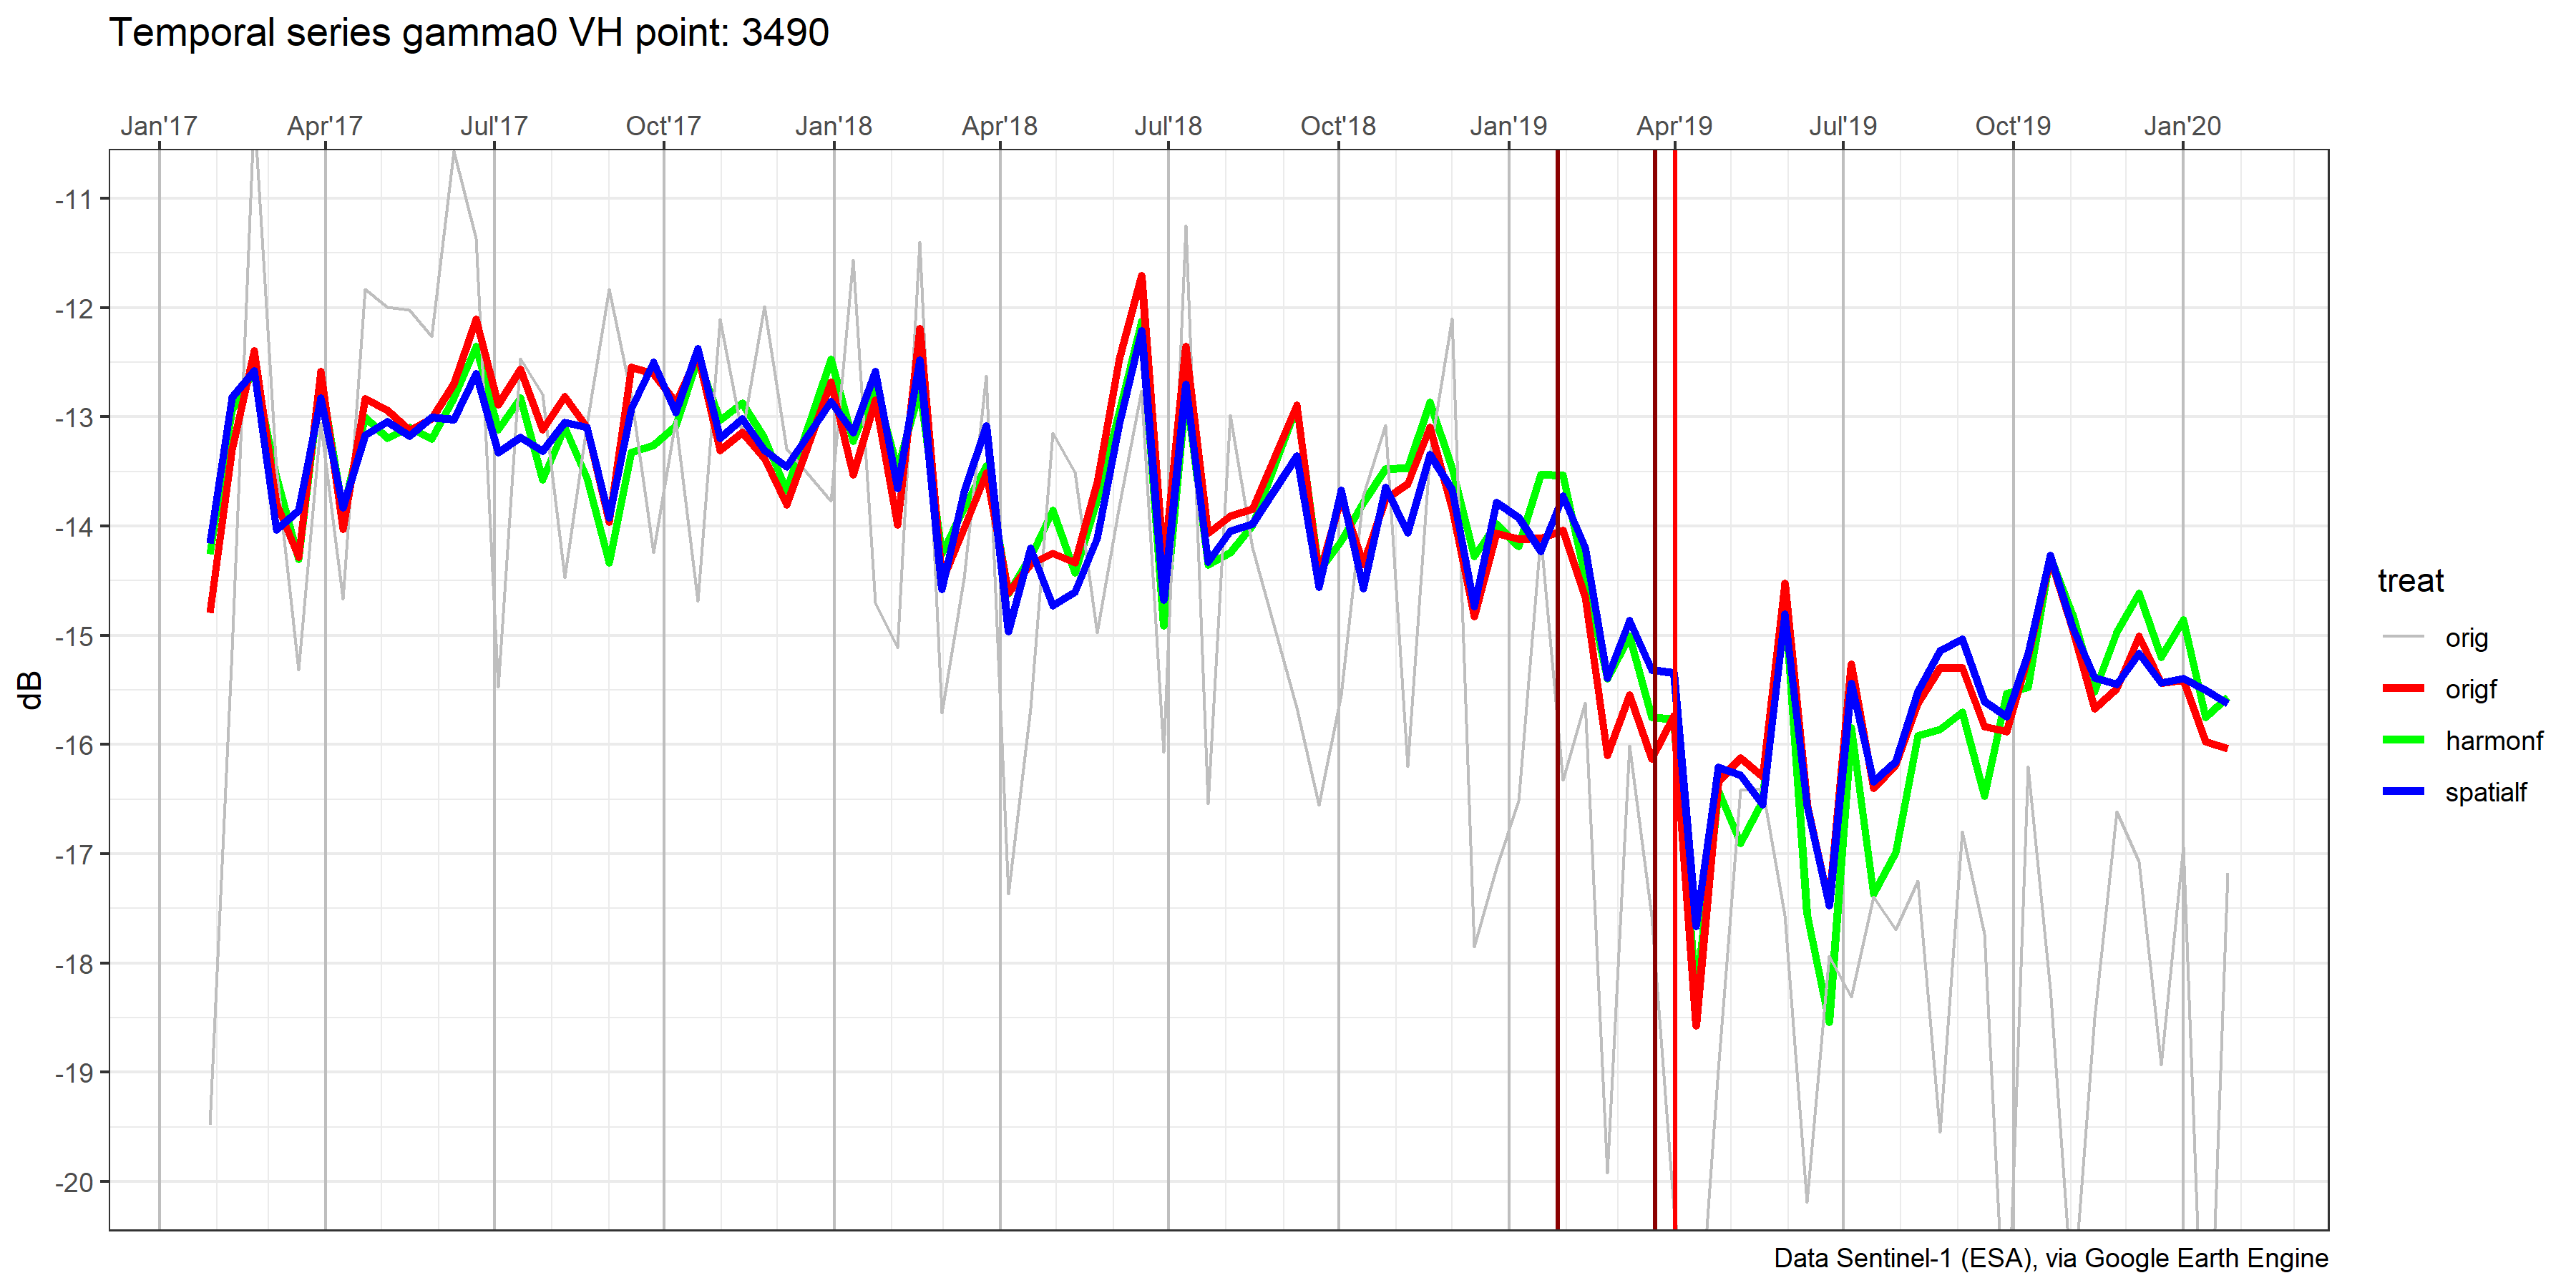 Temporal series gamma0 VH point: 3490
Jan'17 Apr'17 Jul'17 Oct'17 Jan'18 Apr'18 Jul'18 Oct'18 Jan'19 Apr'19 Jul'19 Oct'19 Jan'20
-11
-12
-13
-14
-15
-16
-17
-18
-19
-20
dB
treat
orig
origf
harmonf
spatialf
Data Sentinel-1 (ESA), via Google Earth Engine